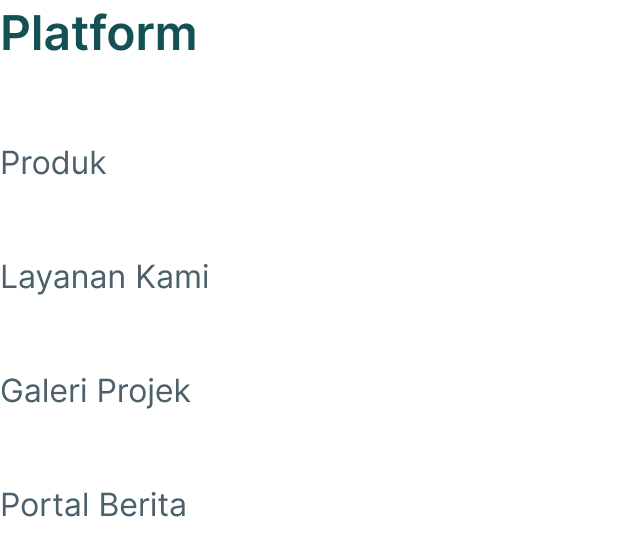 Platform
Produk
Layanan Kami
Galeri Projek
Portal Berita